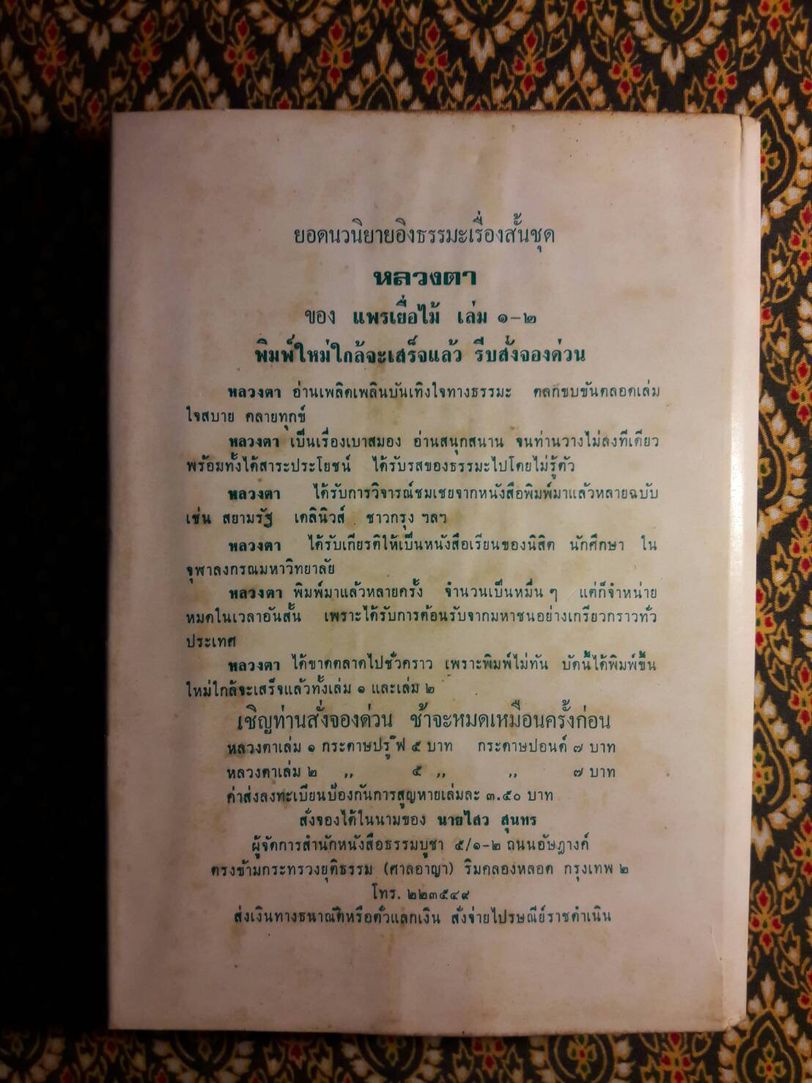 ยอดนวนิยายอิงธรรมะเรื่องสั้นชุด
หลวงตา
ของ แพรเยื่อไม้ เล่ม ๑-๒
พิมพ์ใหม่ใกล้จะเสร็จแล้ว รีบสั่งจองด่วน
หลวงตา อ่านเพลิดเพลินบันเทิงใจทางธรรมะ ตลกขบขันตลอดเล่ม
ใจสบาย คลายทุกข์
หลวงตา เป็นเรื่องเบาสมอง อ่านสนุกสนาน จนท่านวางไม่ลงทีเดียว
พร้อมทั้งได้สาระประโยชน์ ได้รับรสของธรรมะไปโดยไม่รู้ตัว
หลวงตา ได้รับการวิจารณ์ชมเชยจากหนังสือพิมพ์มาแล้วหลายฉบับ
เช่น สยามรัฐ เดลินิวส์ ชาวกรุง ฯลฯ
หลวงตา ได้รับเกียรติให้เป็นหนังสือเรียนของนิสิต นักศึกษา ใน
จุฬาลงกรณมหาวิทยาลัย
หลวงตา พิมพ์มาแล้วหลายครั้ง จำนวนเป็นหมื่น ๆ แต่ก็จำหน่าย
หมดในเวลาอันสั้น เพราะได้รับการต้อนรับจากมหาชนอย่างเกรียวกราวทั่ว
ประเทศ
หลวงตา ได้ขาดตลาดไปชั่วคราว เพราะพิมพ์ไม่ทัน บัดนี้ได้พิมพ์ขึ้น
ใหม่ใกล้จะเสร็จแล้วทั้งเล่ม ๑ และเล่ม ๒
เชิญท่านสั่งจองด่วน ช้าจะหมดเหมือนครั้งก่อน
หลวงตาเล่ม ๑ กระดาษปรู๊ฟ ๕ บาท กระดาษปอนด์ ๗ บาท
หลวงตาเล่ม ๒ ,, ๕ ,, ,, ๗ บาท
ค่าส่งลงทะเบียนป้องกันการสูญหายเล่มละ ๓.๕๐ บาท
สั่งจองได้ในนามของ นายไสว สุนทร
ผู้จัดการสำนักหนังสือธรรมบูชา ๕/๑-๒ ถนนอัษฎางค์
ตรงข้ามกระทรวงยุติธรรม (ศาลอาญา) ริมคลองหลอด กรุงเทพ ๒
โทร. ๒๒๓๕๔๙
ส่งเงินทางธนาณัติหรือตั๋วแลกเงิน สั่งจ่ายไปรษณีย์ราชดำเนิน